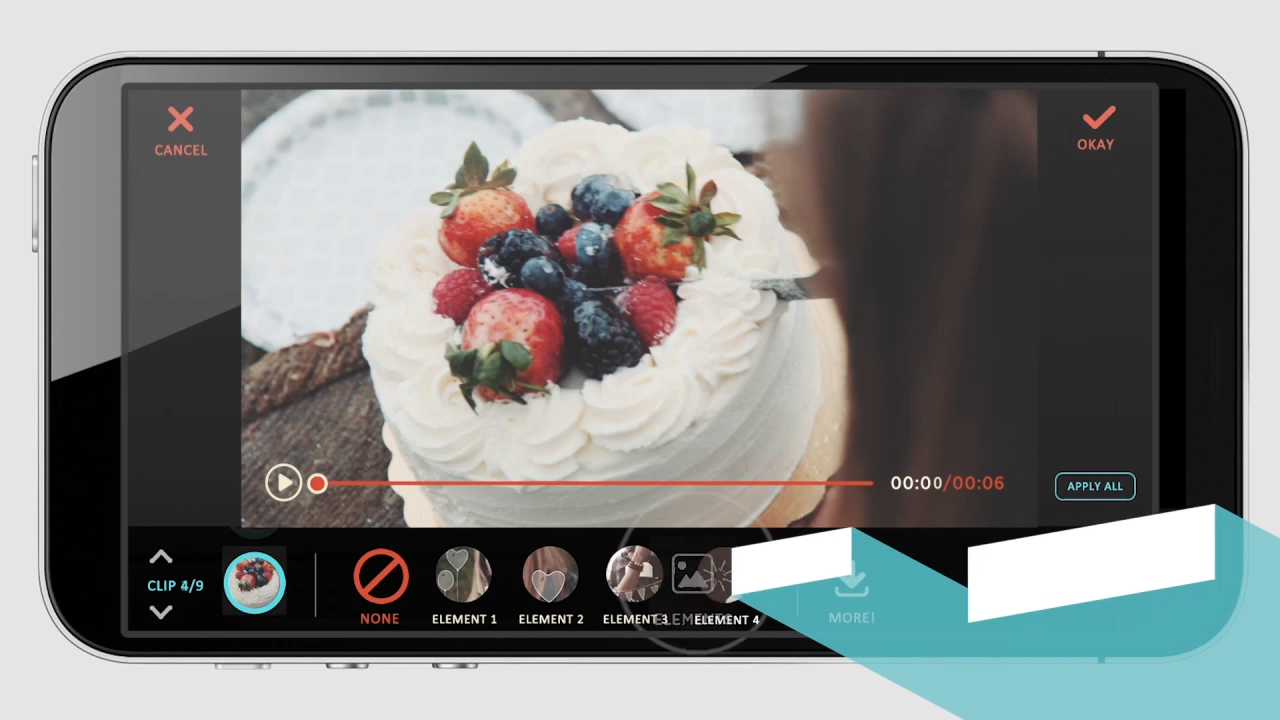 CANCEL
OKAY
00:00/00:06
APPLY ALL
CLIP 4/9
NONE
ELEMENT 1
ELEMENT 2
ELEMENT 3
ELEMENT 4
MORE!